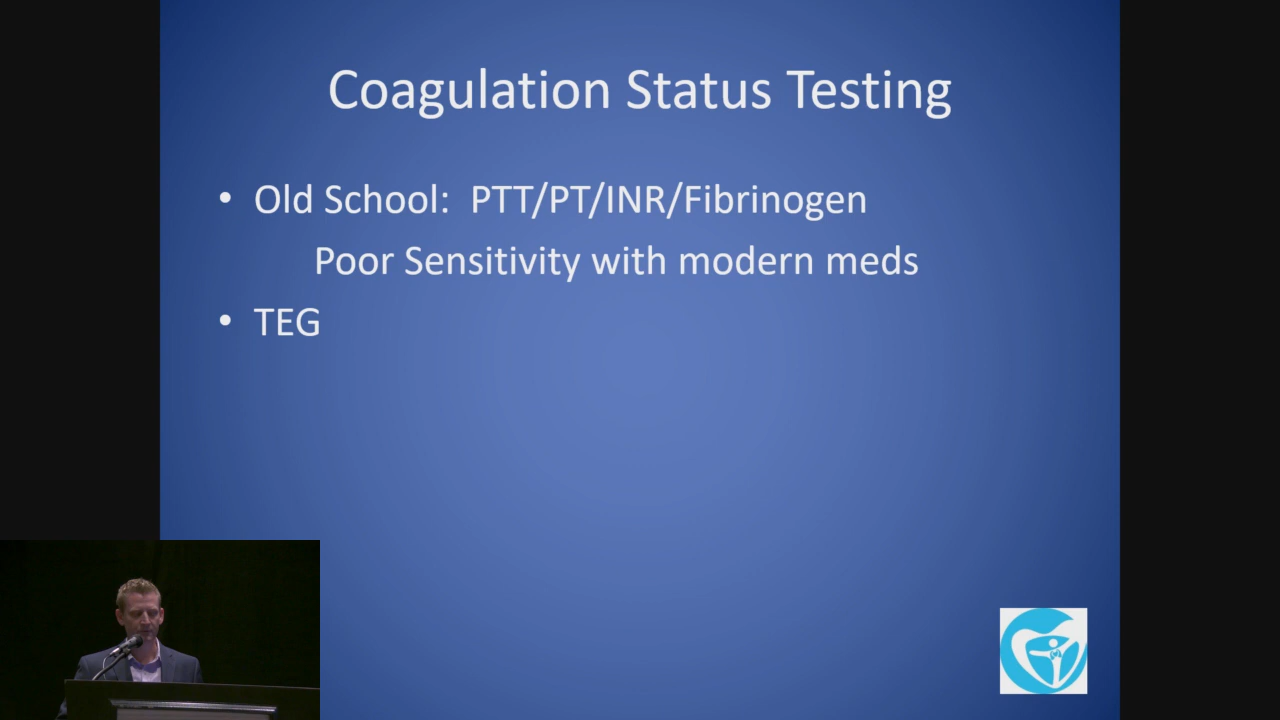 Coagulation Status Testing
• Old School:  PTT/PT/INR/Fibrinogen
Poor Sensitivity with modern meds
• TEG